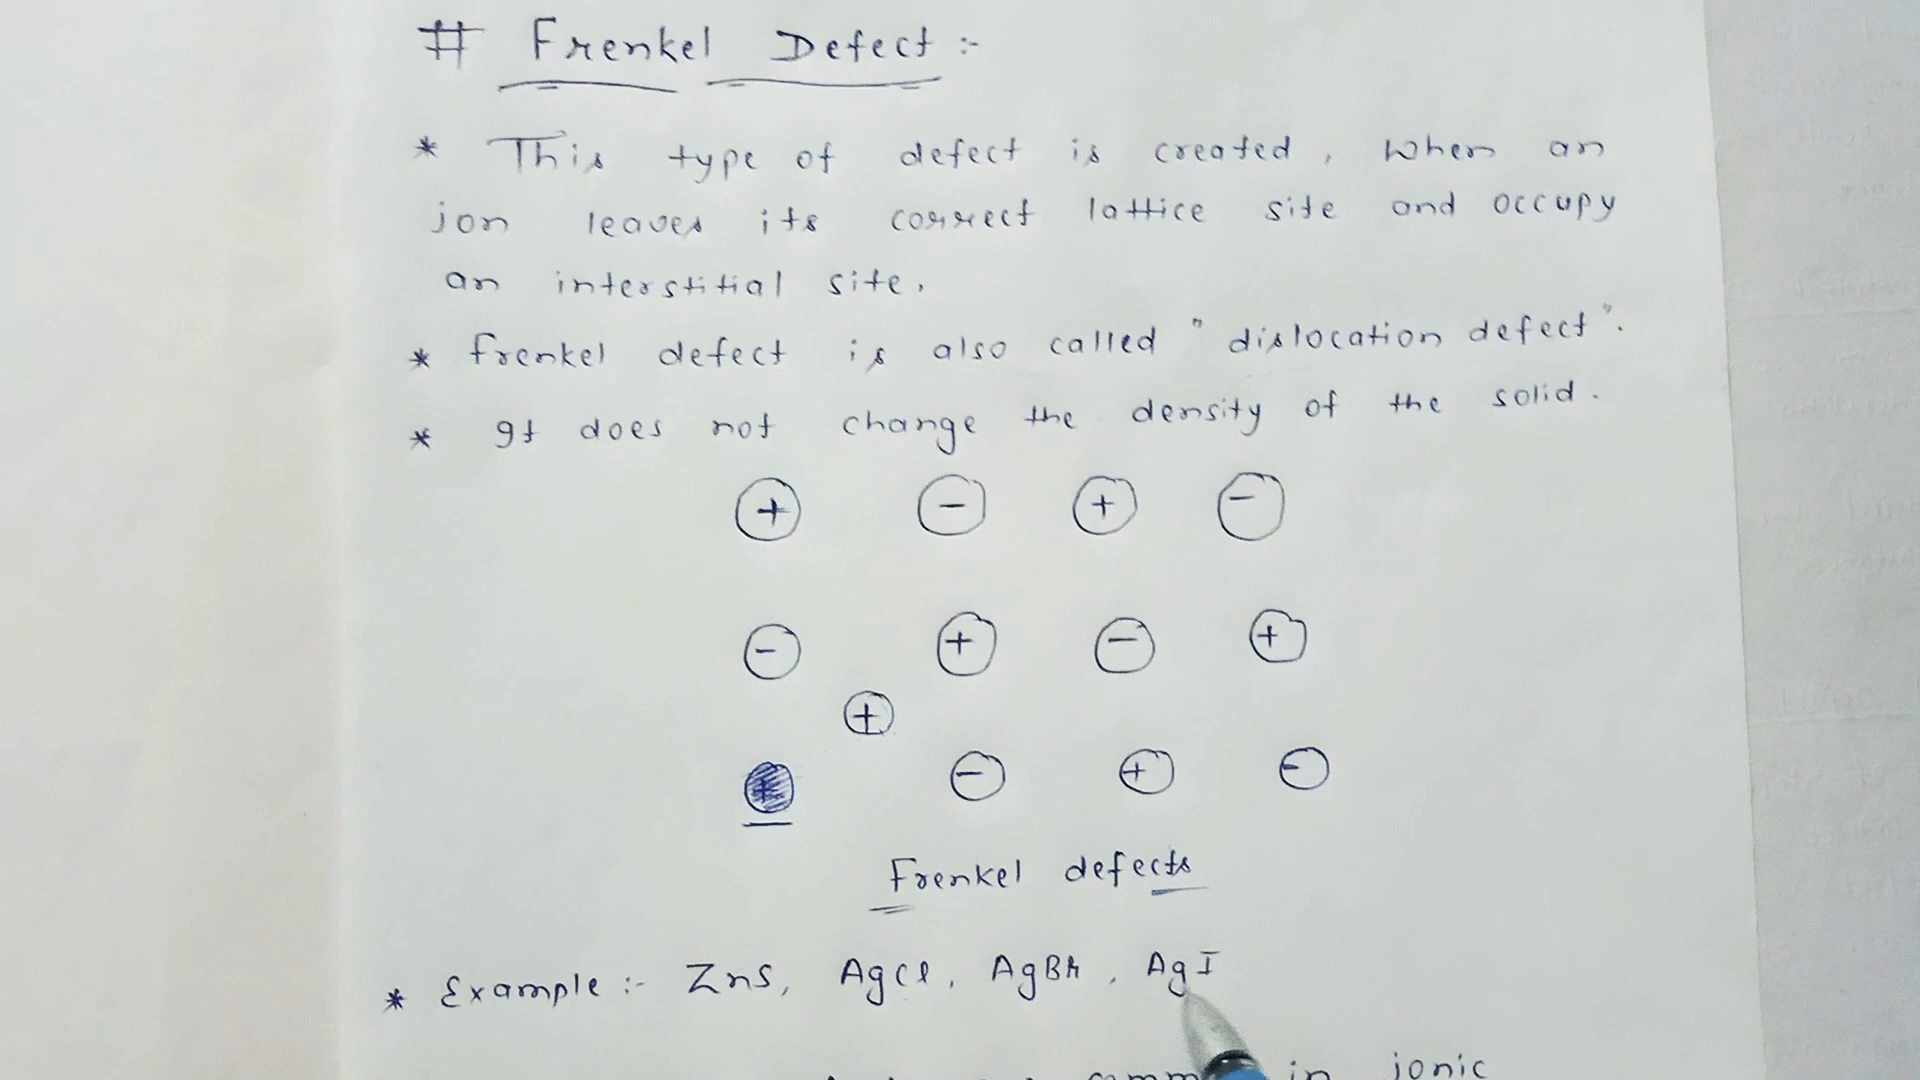 # Frenkel Defect :-
* This type of defect is created, when an
ion leaves its correct lattice site and occupy
an interstitial site.
* frenkel defect is also called "dislocation defect".
* It does not change the density of the solid.
+ - + -
- + - +
+
+ - + -
Frenkel defects
* Example :- ZnS, AgCl, AgBr, AgI
in ionic